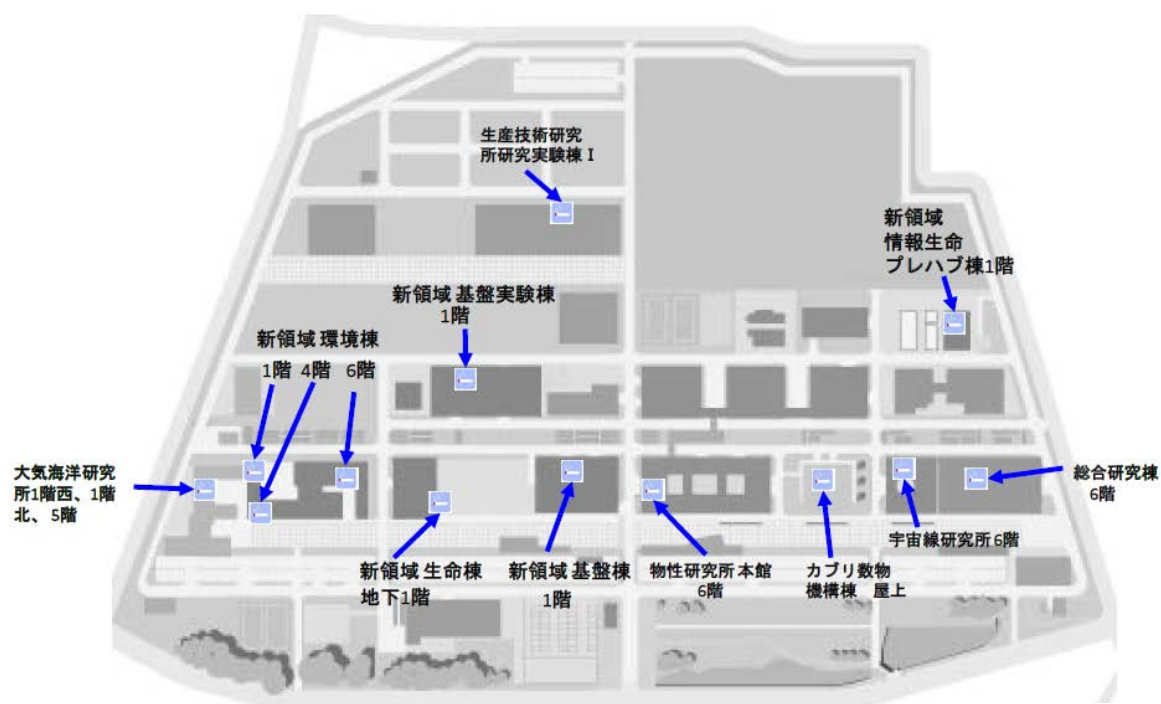 生産技術研究
所研究実験棟Ⅰ
新領域
情報生命
プレハブ棟1階
新領域 基盤実験棟
1階
新領域 環境棟
1階 4階 6階
大気海洋研究
所1階西、1階
北、5階
総合研究棟
6階
宇宙線研究所6階
新領域 生命棟
地下1階
新領域 基盤棟
1階
物性研究所 本館
6階
カブリ数物
機構棟 屋上